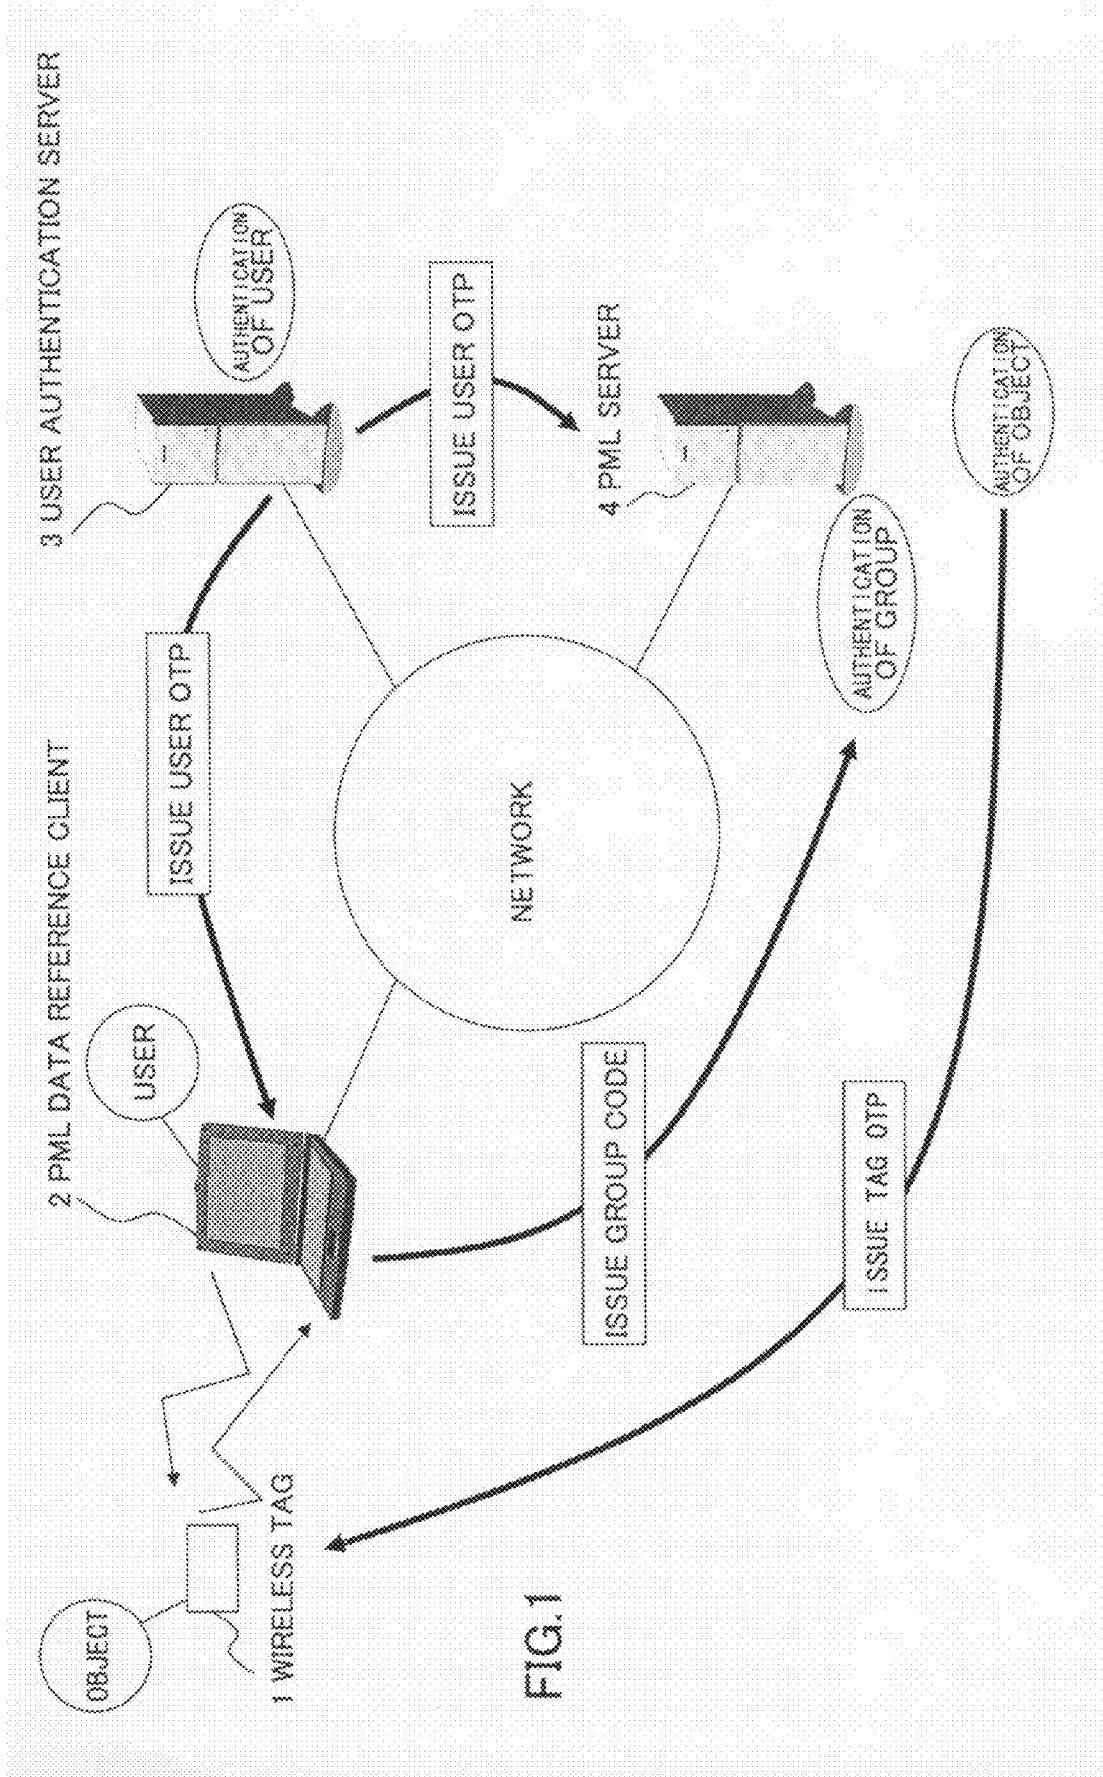 3 USER AUTHENTICATION SERVER
AUTHENTICATION
OF USER
2 PML DATA REFERENCE CLIENT
USER
ISSUE USER OTP
ISSUE USER OTP
OBJECT
1 WIRELESS TAG
NETWORK
4 PML SERVER
ISSUE GROUP CODE
AUTHENTICATION
OF GROUP
ISSUE TAG OTP
AUTHENTICATION
OF OBJECT
FIG.1